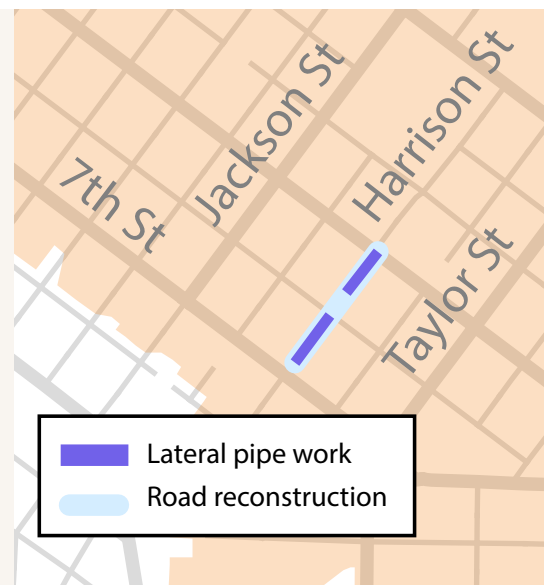 Jackson St
Harrison St
7th St
Taylor St
Lateral pipe work
Road reconstruction